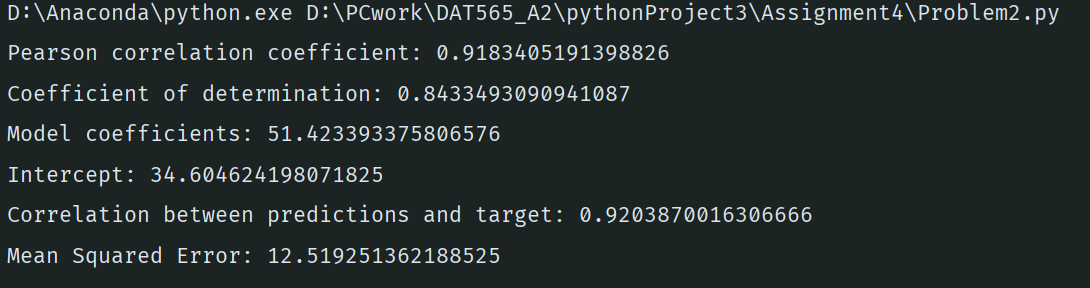 D:\Anaconda\python.exe D:\PCwork\DAT565_A2\pythonProject3\Assignment4\Problem2.py
Pearson correlation coefficient: 0.9183405191398826
Coefficient of determination: 0.8433493090941087
Model coefficients: 51.423393375806576
Intercept: 34.604624198071825
Correlation between predictions and target: 0.9203870016306666
Mean Squared Error: 12.519251362188525